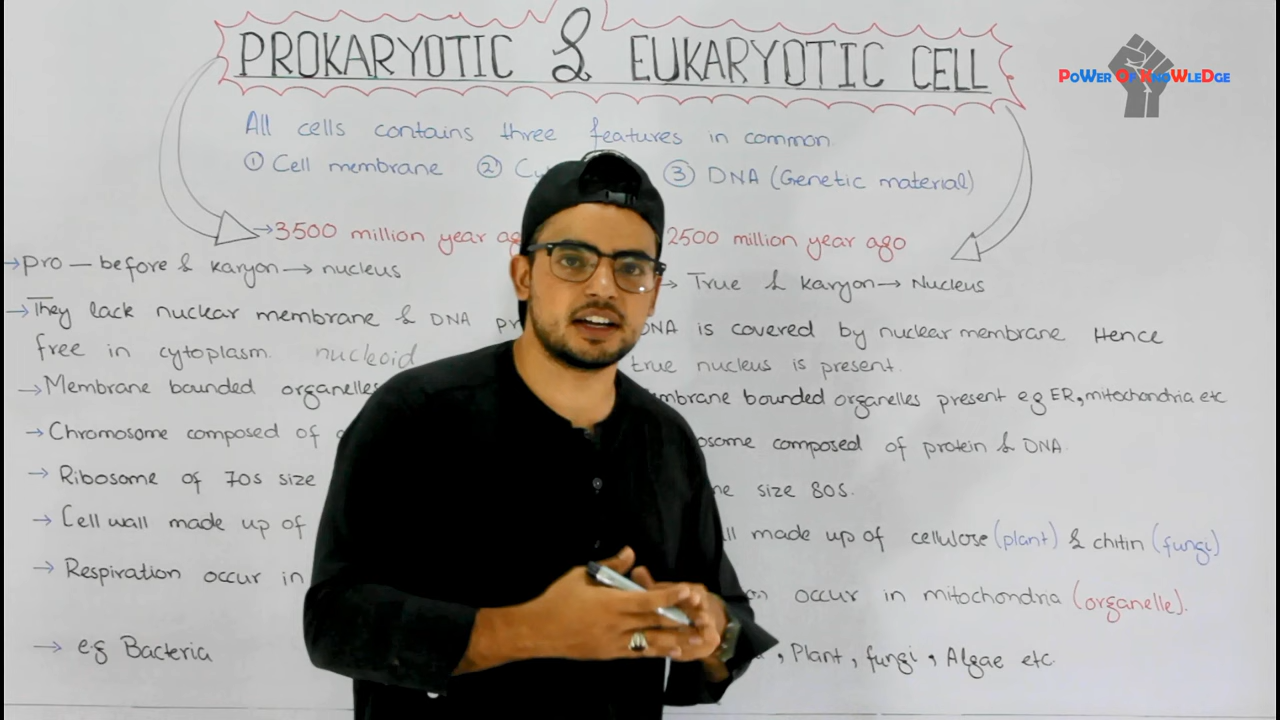 PROKARYOTIC & EUKARYOTIC CELL
PoWer Of KnoWleDge
All cells contains three features in common.
① Cell membrane ② ③ DNA (Genetic material)
→ 3500 million year
2500 million year ago
→ Pro — before & karyon → nucleus
→ True & karyon → Nucleus
→ They lack nuclear membrane & DNA
free in cytoplasm. nucleoid
DNA is covered by nuclear membrane Hence
true nucleus is present.
→ Membrane bounded organelles
bounded organelles present eg ER, mitochondria etc
→ Chromosome composed of
composed of protein & DNA.
→ Ribosome of 70s size
size 80s.
→ Cell wall made up of
made up of cellulose (plant) & chitin (fungi)
→ Respiration occur in
occur in mitochondria (organelle).
→ eg Bacteria
, Plant, fungi, Algae etc